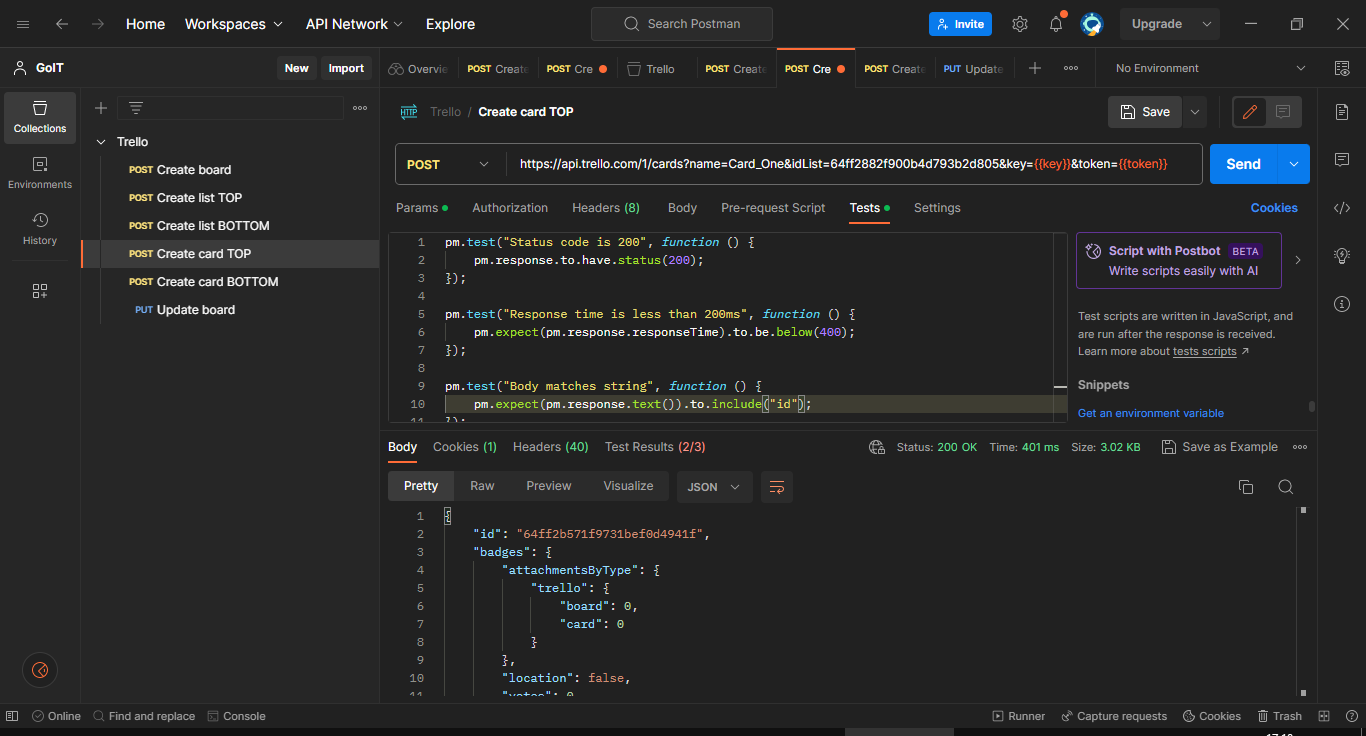 Home Workspaces API Network Explore Search Postman Invite Upgrade
GoIT New Import
Overvie POST Create POST Cre Trello POST Create POST Cre POST Create PUT Update No Environment
Collections
Environments
History
Trello
POST Create board
POST Create list TOP
POST Create list BOTTOM
POST Create card TOP
POST Create card BOTTOM
PUT Update board
HTTP Trello / Create card TOP Save
POST https://api.trello.com/1/cards?name=Card_One&idList=64ff2882f900b4d793b2d805&key={{key}}&token={{token}} Send
Params Authorization Headers (8) Body Pre-request Script Tests Settings Cookies
1 pm.test("Status code is 200", function () {
2 pm.response.to.have.status(200);
3 });
4
5 pm.test("Response time is less than 200ms", function () {
6 pm.expect(pm.response.responseTime).to.be.below(400);
7 });
8
9 pm.test("Body matches string", function () {
10 pm.expect(pm.response.text()).to.include("id");
11 });
Script with Postbot BETA
Write scripts easily with AI
Test scripts are written in JavaScript, and
are run after the response is received.
Learn more about tests scripts ↗
Snippets
Get an environment variable
Body Cookies (1) Headers (40) Test Results (2/3) Status: 200 OK Time: 401 ms Size: 3.02 KB Save as Example
Pretty Raw Preview Visualize JSON
1 {
2 "id": "64ff2b571f9731bef0d4941f",
3 "badges": {
4 "attachmentsByType": {
5 "trello": {
6 "board": 0,
7 "card": 0
8 }
9 },
10 "location": false,
11 "votes": 0
Online Find and replace Console Runner Capture requests Cookies Trash